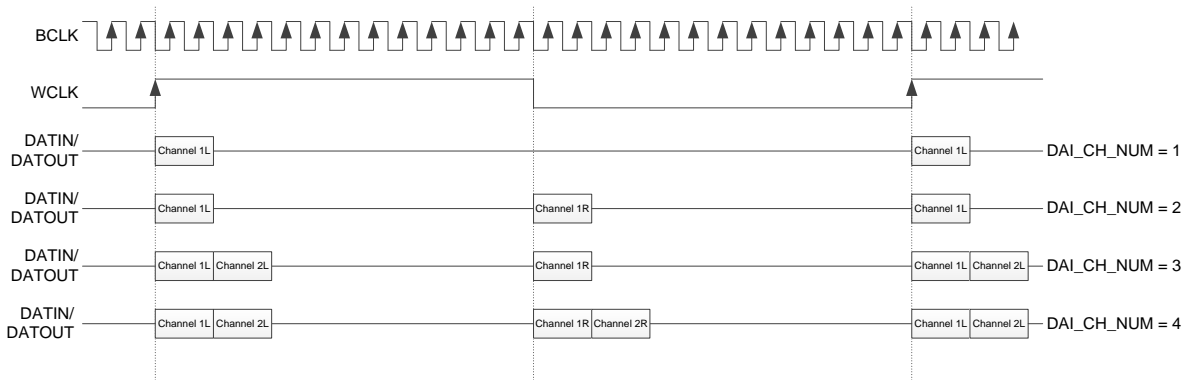 BCLK
WCLK
DATIN/
DATOUT
Channel 1L
Channel 1L
DAI_CH_NUM = 1
DATIN/
DATOUT
Channel 1L
Channel 1R
Channel 1L
DAI_CH_NUM = 2
DATIN/
DATOUT
Channel 1L
Channel 2L
Channel 1R
Channel 1L
Channel 2L
DAI_CH_NUM = 3
DATIN/
DATOUT
Channel 1L
Channel 2L
Channel 1R
Channel 2R
Channel 1L
Channel 2L
DAI_CH_NUM = 4